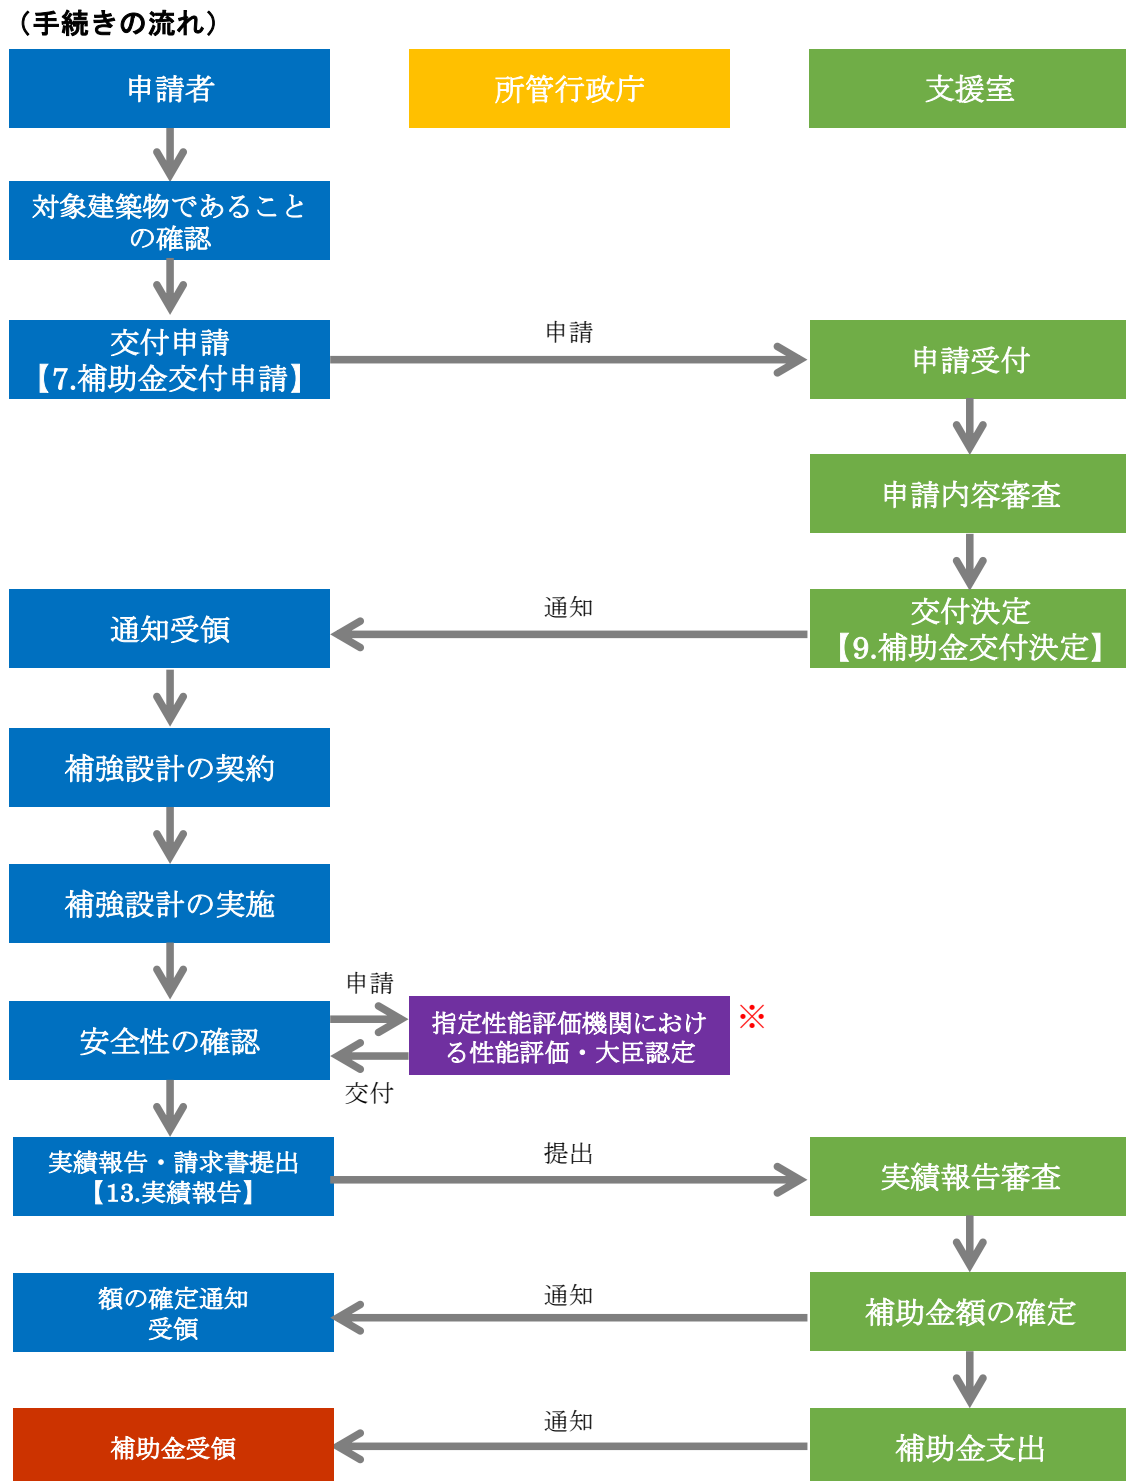 （手続きの流れ）
申請者
所管行政庁
支援室
対象建築物であること
の確認
交付申請
【7.補助金交付申請】
申請
申請受付
申請内容審査
交付決定
【9.補助金交付決定】
通知
通知受領
補強設計の契約
補強設計の実施
安全性の確認
申請
指定性能評価機関におけ
る性能評価・大臣認定
※
交付
実績報告・請求書提出
【13.実績報告】
提出
実績報告審査
額の確定通知
受領
通知
補助金額の確定
補助金受領
通知
補助金支出